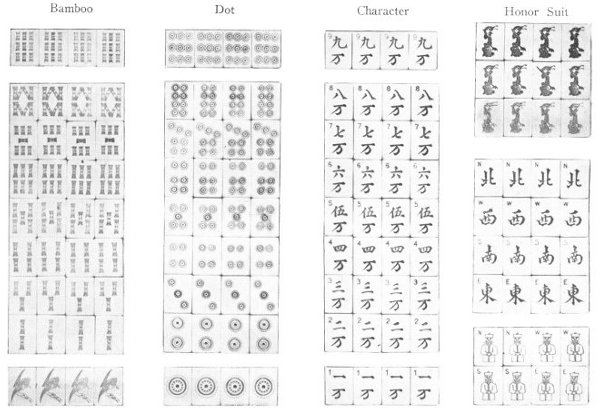 Bamboo Dot Character Honor Suit
9 九 万 9 九 万 9 九 万 9 九 万
8 八 万 8 八 万 8 八 万 8 八 万
7 七 万 7 七 万 7 七 万 7 七 万
6 六 万 6 六 万 6 六 万 6 六 万
5 伍 万 5 伍 万 5 伍 万 5 伍 万
4 四 万 4 四 万 4 四 万 4 四 万
3 三 万 3 三 万 3 三 万 3 三 万
2 二 万 2 二 万 2 二 万 2 二 万
1 一 万 1 一 万 1 一 万 1 一 万
N 北 N 北 N 北 N 北
W 西 W 西 W 西 W 西
S 南 S 南 S 南 S 南
E 東 E 東 E 東 E 東
N N W W
S S E E